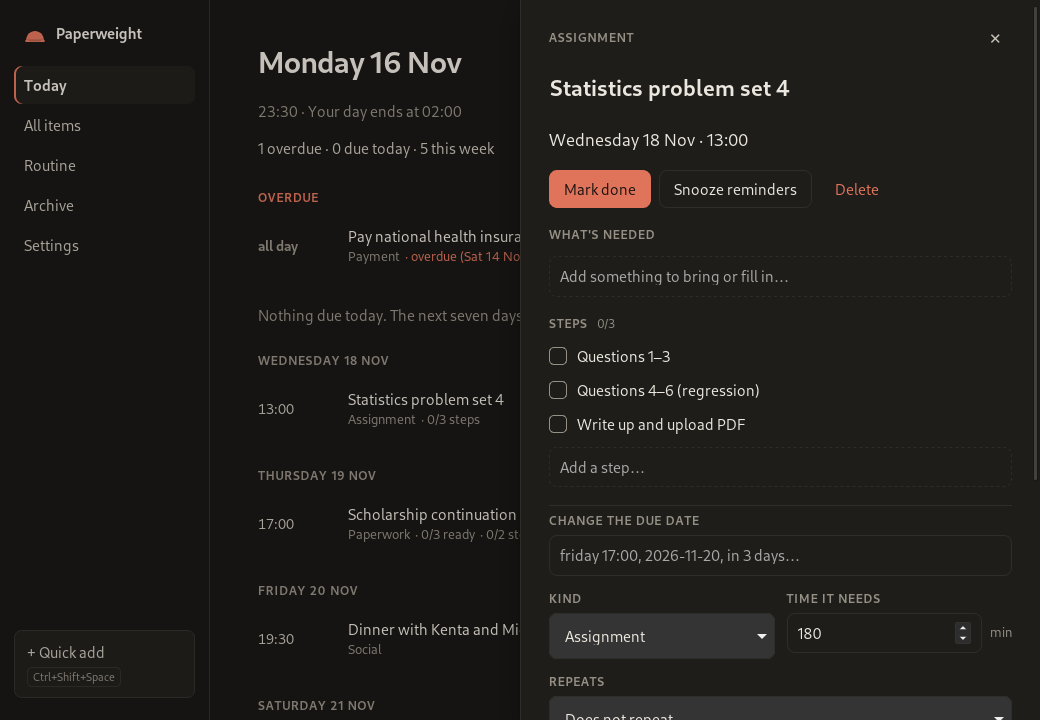 Paperweight
Today
All items
Routine
Archive
Settings
+ Quick add
Ctrl+Shift+Space
Monday 16 Nov
23:30 · Your day ends at 02:00
1 overdue · 0 due today · 5 this week
OVERDUE
all day
Pay national health insura
Payment · overdue (Sat 14 No
Nothing due today. The next seven days
WEDNESDAY 18 NOV
13:00
Statistics problem set 4
Assignment · 0/3 steps
THURSDAY 19 NOV
17:00
Scholarship continuation
Paperwork · 0/3 ready · 0/2 st
FRIDAY 20 NOV
19:30
Dinner with Kenta and Mi
Social
SATURDAY 21 NOV
ASSIGNMENT
×
Statistics problem set 4
Wednesday 18 Nov · 13:00
Mark done
Snooze reminders
Delete
WHAT'S NEEDED
Add something to bring or fill in…
STEPS 0/3
Questions 1–3
Questions 4–6 (regression)
Write up and upload PDF
Add a step…
CHANGE THE DUE DATE
friday 17:00, 2026-11-20, in 3 days…
KIND
Assignment
TIME IT NEEDS
180 min
REPEATS
Does not repeat